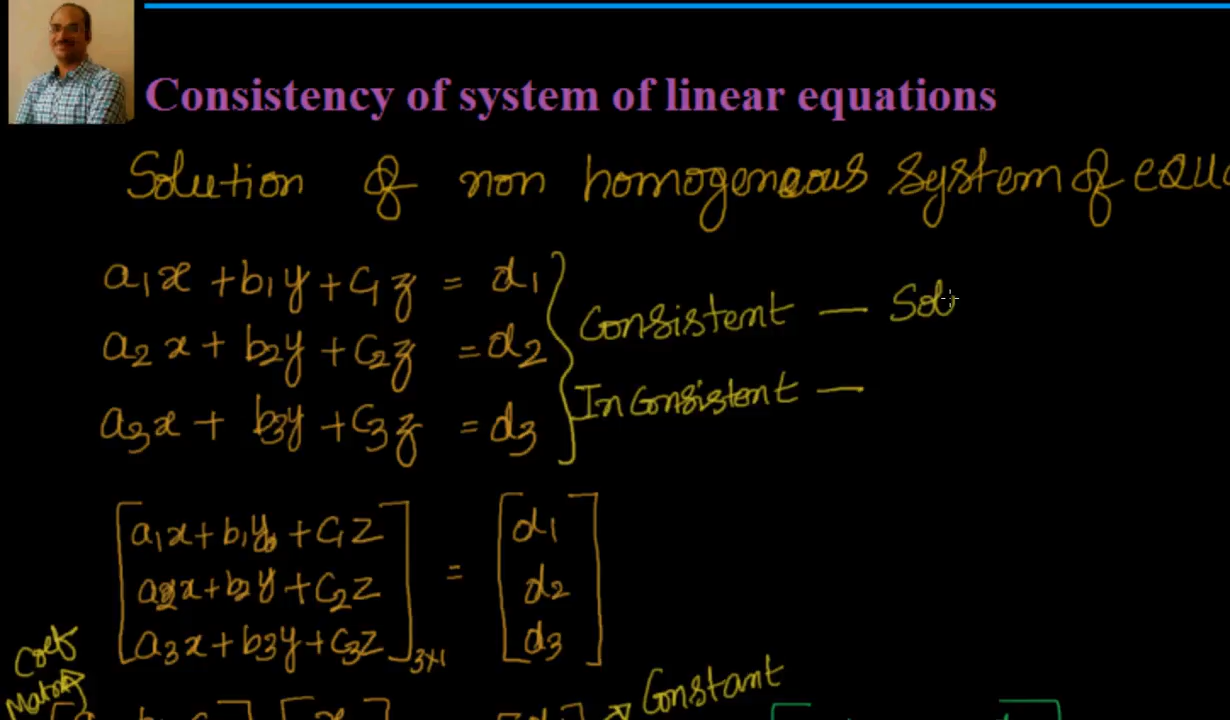 Consistency of system of linear equations
Solution of non homogeneous system of equa
a1x + b1y + c1z = d1
a2x + b2y + c2z = d2
a3x + b3y + c3z = d3
Consistent — Sol
InConsistent —
a1x + b1y + c1z
a2x + b2y + c2z
a3x + b3y + c3z
3×1
=
d1
d2
d3
Coef
Matrix
Constant